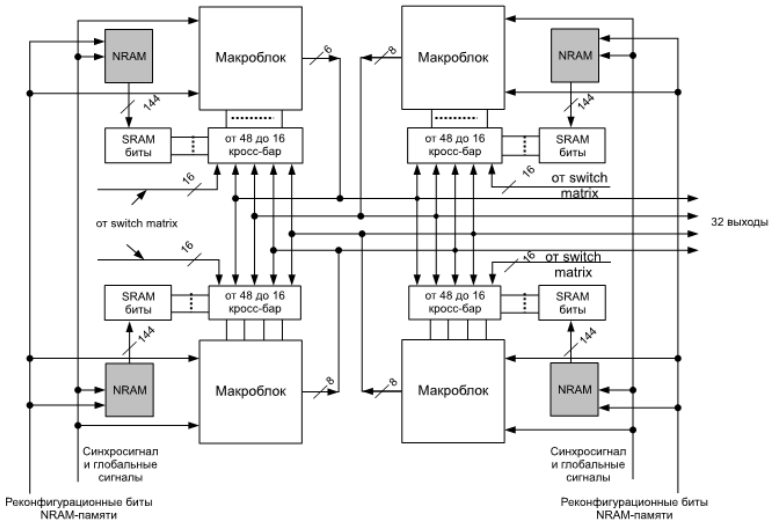 NRAM
Макроблок
6
8
Макроблок
NRAM
144
144
SRAM
биты
от 48 до 16
кросс-бар
от 48 до 16
кросс-бар
SRAM
биты
16
16
от switch
matrix
от switch matrix
32 выходы
16
16
от switch
matrix
SRAM
биты
от 48 до 16
кросс-бар
от 48 до 16
кросс-бар
SRAM
биты
144
144
NRAM
Макроблок
8
8
Макроблок
NRAM
Синхросигнал
и глобальные
сигналы
Синхросигнал
и глобальные
сигналы
Реконфигурационные биты
NRAM-памяти
Реконфигурационные биты
NRAM-памяти